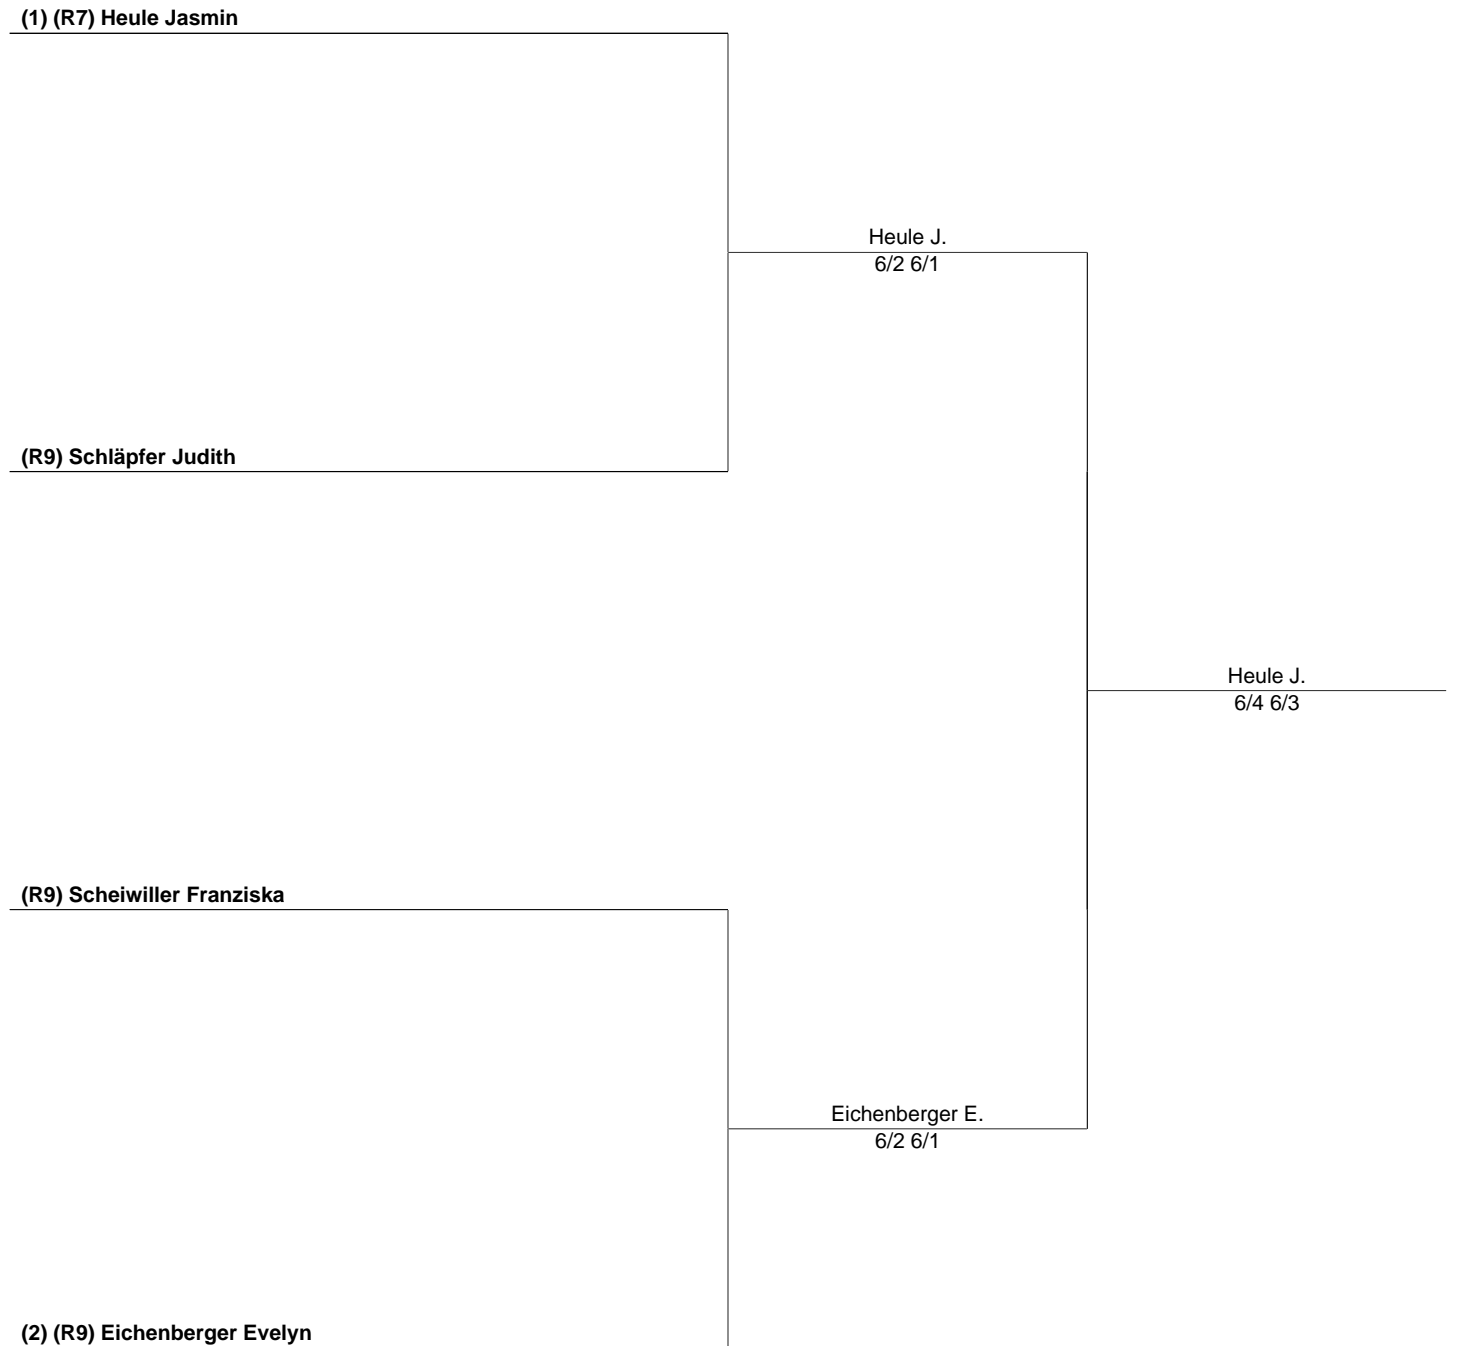 (1) (R7) Heule Jasmin
Heule J.
6/2 6/1
(R9) Schläpfer Judith
Heule J.
6/4 6/3
(R9) Scheiwiller Franziska
Eichenberger E.
6/2 6/1
(2) (R9) Eichenberger Evelyn